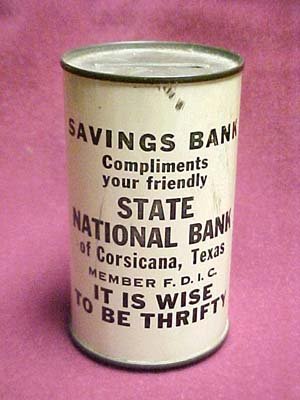 SAVINGS BANK
Compliments
your friendly
STATE
NATIONAL BANK
of Corsicana, Texas
MEMBER F. D. I. C.
IT IS WISE
TO BE THRIFTY